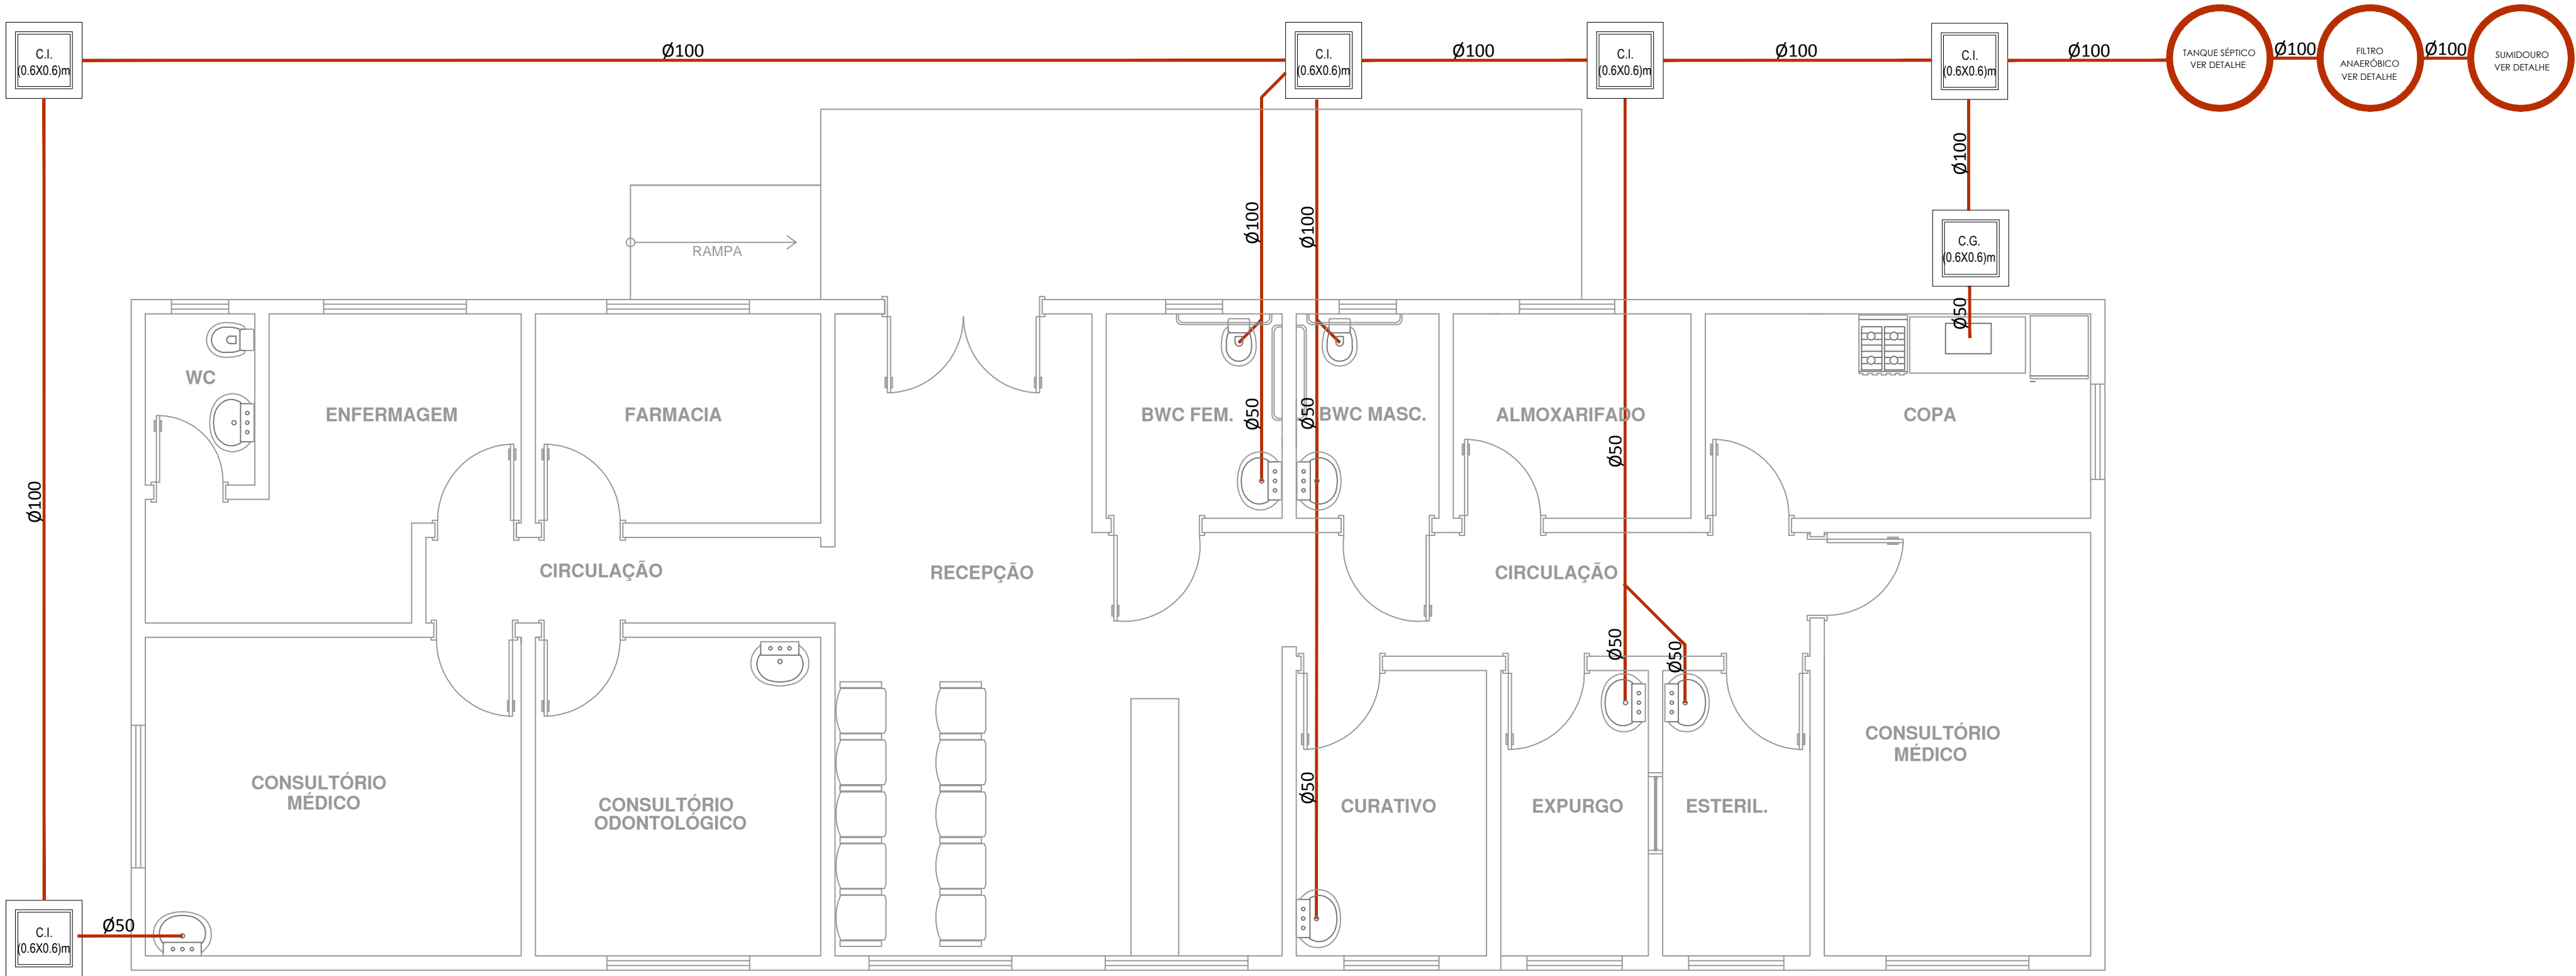 C.I.
(0.6X0.6)m
Ø100
C.I.
(0.6X0.6)m
Ø100
C.I.
(0.6X0.6)m
Ø100
C.I.
(0.6X0.6)m
Ø100
TANQUE SÉPTICO
VER DETALHE
Ø100
FILTRO
ANAERÓBICO
VER DETALHE
Ø100
SUMIDOURO
VER DETALHE
Ø100
Ø100
Ø100
C.G.
(0.6X0.6)m
RAMPA
Ø50
WC
ENFERMAGEM
FARMACIA
BWC FEM.
Ø50
Ø50
BWC MASC.
ALMOXARIFADO
Ø50
COPA
Ø100
CIRCULAÇÃO
RECEPÇÃO
CIRCULAÇÃO
Ø50
Ø50
CONSULTÓRIO
MÉDICO
CONSULTÓRIO
MÉDICO
CONSULTÓRIO
ODONTOLÓGICO
Ø50
CURATIVO
EXPURGO
ESTERIL.
C.I.
(0.6X0.6)m
Ø50